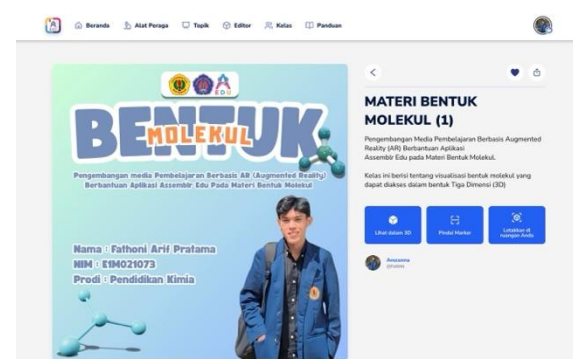 Beranda Alat Peraga Topik Editor Kelas Panduan
EDU
BENTUK
MOLEKUL
Pengembangan media Pembelajaran Berbasis AR (Augmented Reality)
Berbantuan Aplikasi Assemblr Edu Pada Materi Bentuk Molekul
Nama : Fathoni Arif Pratama
NIM : E1M021073
Prodi : Pendidikan Kimia
MATERI BENTUK
MOLEKUL (1)
Pengembangan Media Pembelajaran Berbasis Augmented
Reality (AR) Berbantuan Aplikasi
Assemblr Edu pada Materi Bentuk Molekul.
Kelas ini berisi tentang visualisasi bentuk molekul yang
dapat diakses dalam bentuk Tiga Dimensi (3D)
Lihat dalam 3D
Pindai Marker
Letakkan di
ruangan Anda